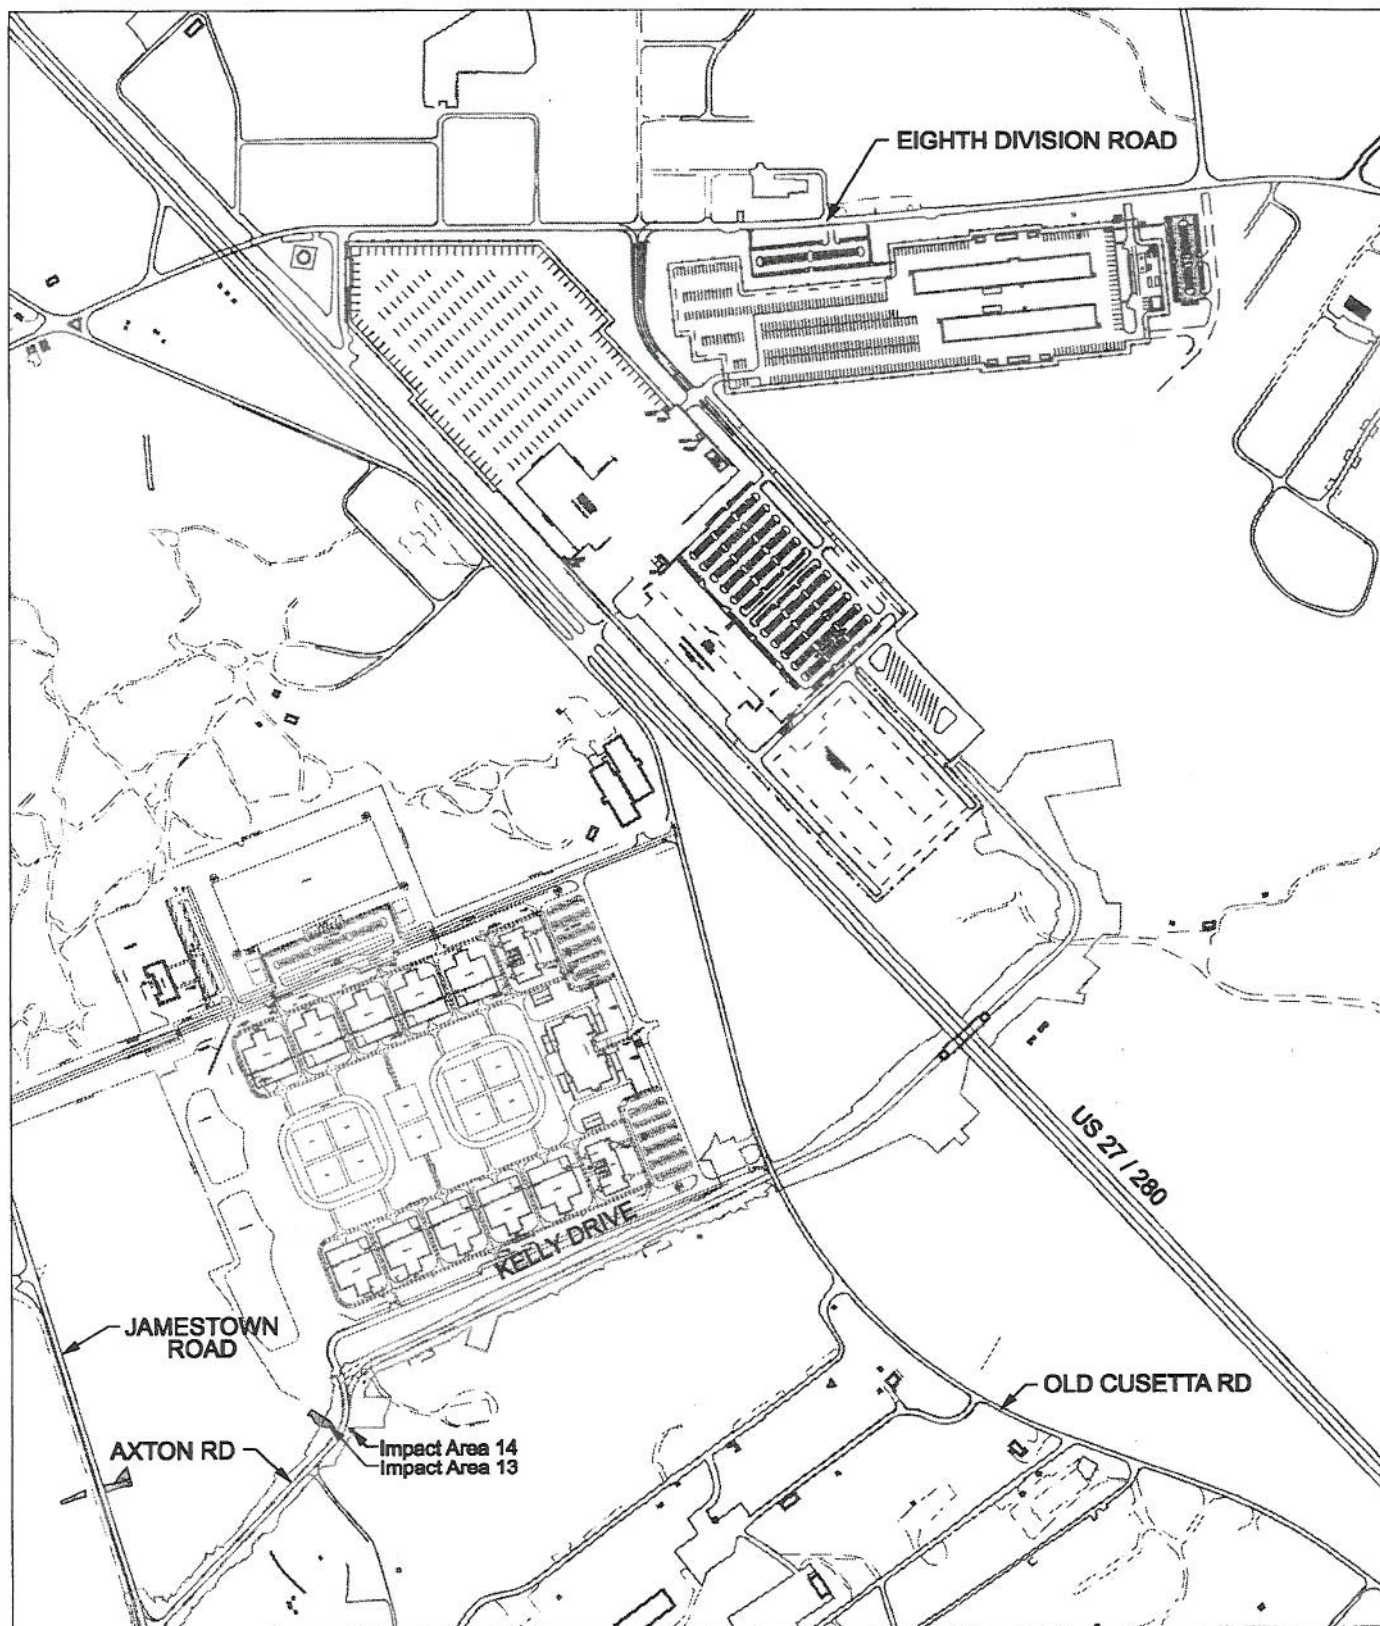 EIGHTH DIVISION ROAD
US 27 / 280
KELLY DRIVE
JAMESTOWN
ROAD
OLD CUSETTA RD
AXTON RD
Impact Area 14
Impact Area 13